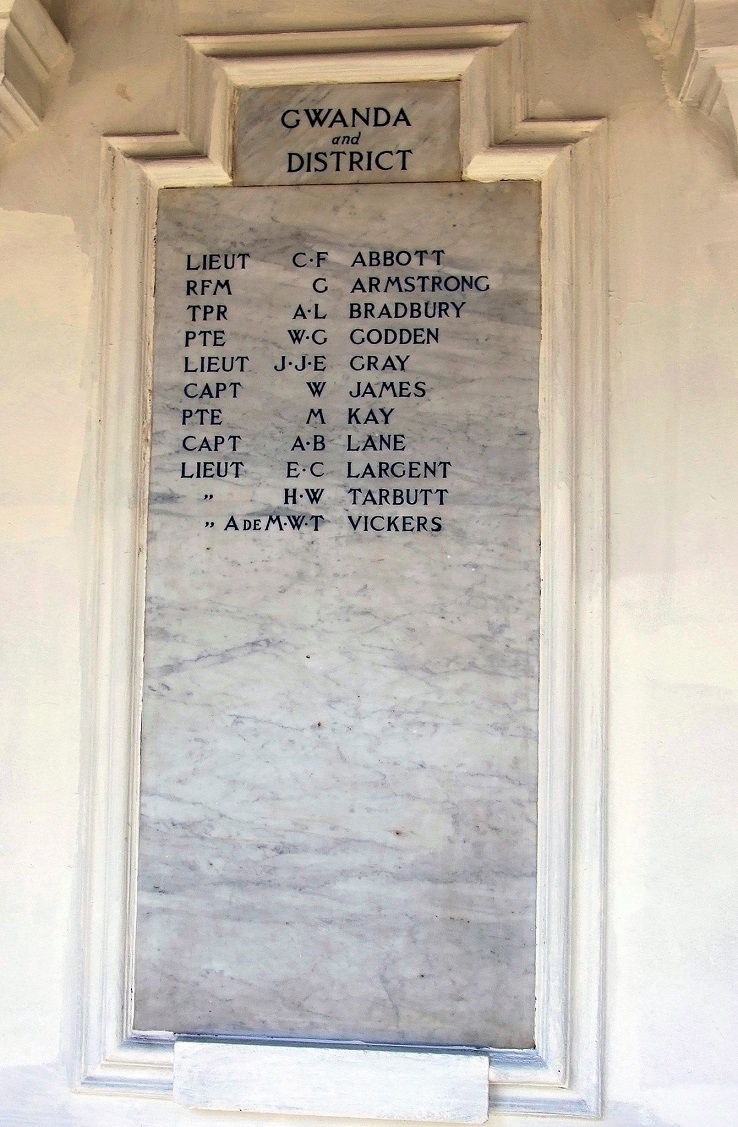 GWANDA
and
DISTRICT
LIEUT C·F ABBOTT
RFM G ARMSTRONG
TPR A·L BRADBURY
PTE W·G GODDEN
LIEUT J·J·E GRAY
CAPT W JAMES
PTE M KAY
CAPT A·B LANE
LIEUT E·C LARGENT
" H·W TARBUTT
" A DE M·W·T VICKERS